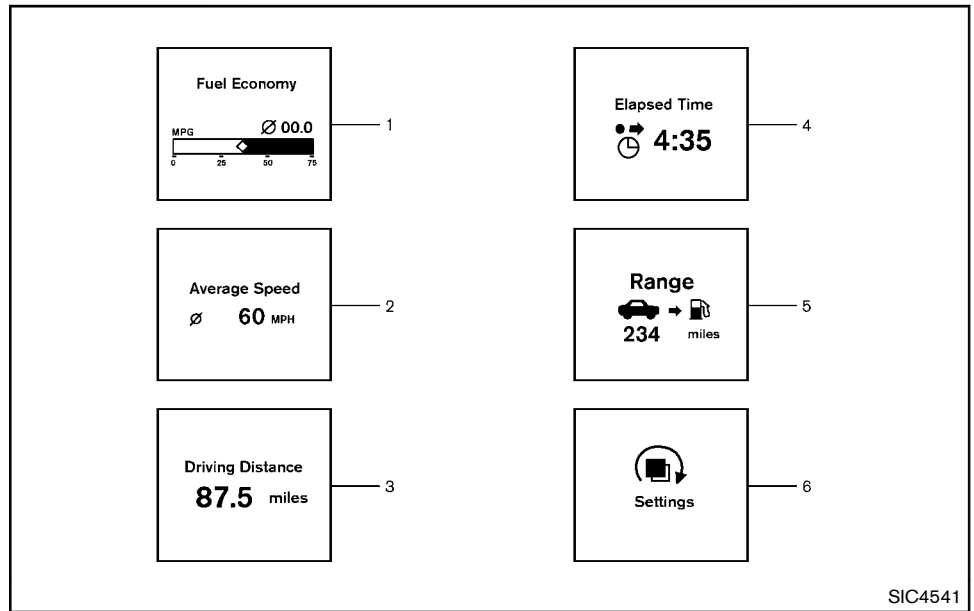 Fuel Economy
MPG Ø 00.0
0 25 50 75
1
Average Speed
Ø 60 MPH
2
Driving Distance
87.5 miles
3
Elapsed Time
4:35
4
Range
234 miles
5
Settings
6
SIC4541